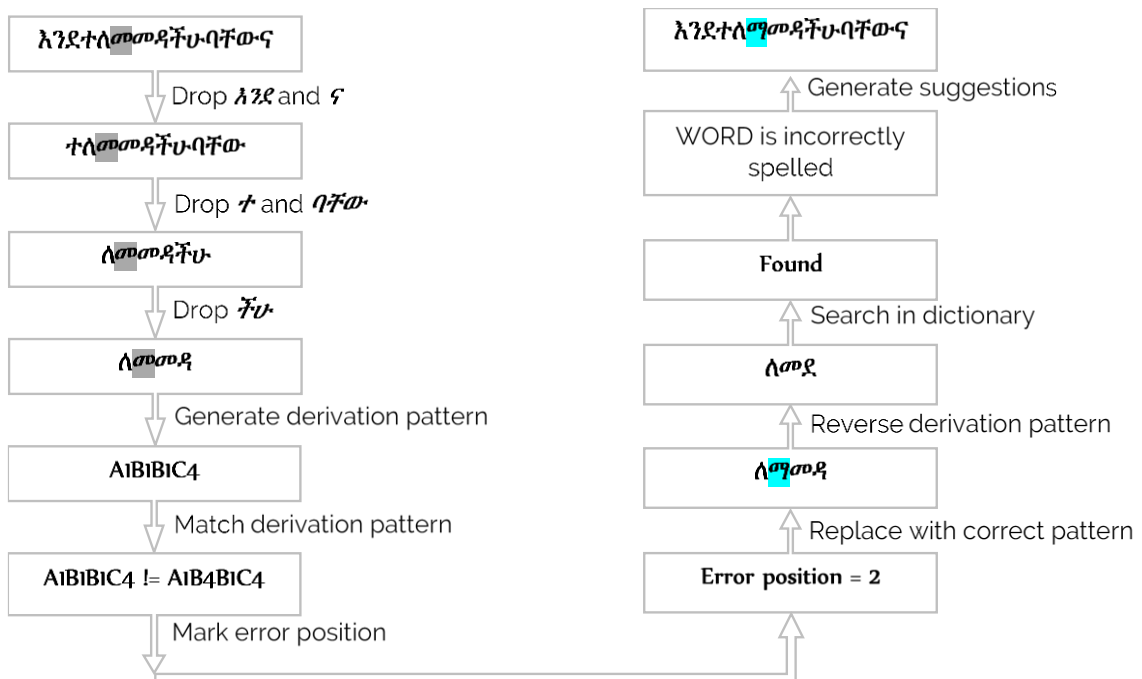 እንደተለመመዳችሁባቸውና
Drop እንደ and ና
ተለመመዳችሁባቸው
Drop ተ and ባቸው
ለመመዳችሁ
Drop ችሁ
ለመመዳ
Generate derivation pattern
A1B1B1C4
Match derivation pattern
A1B1B1C4 != A1B4B1C4
Mark error position
እንደተለማመዳችሁባቸውና
Generate suggestions
WORD is incorrectly
spelled
Found
Search in dictionary
ለመደ
Reverse derivation pattern
ለማመዳ
Replace with correct pattern
Error position = 2